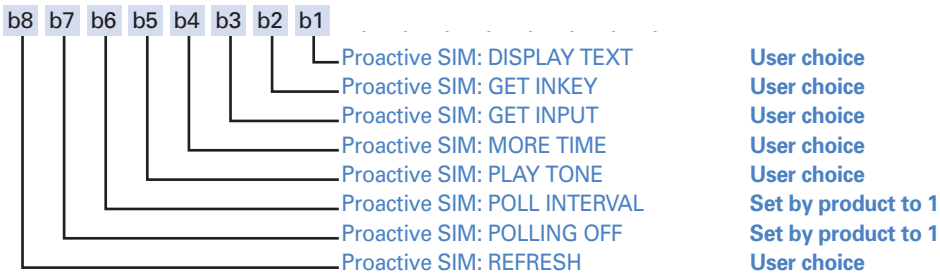 b8 b7 b6 b5 b4 b3 b2 b1
Proactive SIM: DISPLAY TEXT User choice
Proactive SIM: GET INKEY User choice
Proactive SIM: GET INPUT User choice
Proactive SIM: MORE TIME User choice
Proactive SIM: PLAY TONE User choice
Proactive SIM: POLL INTERVAL Set by product to 1
Proactive SIM: POLLING OFF Set by product to 1
Proactive SIM: REFRESH User choice